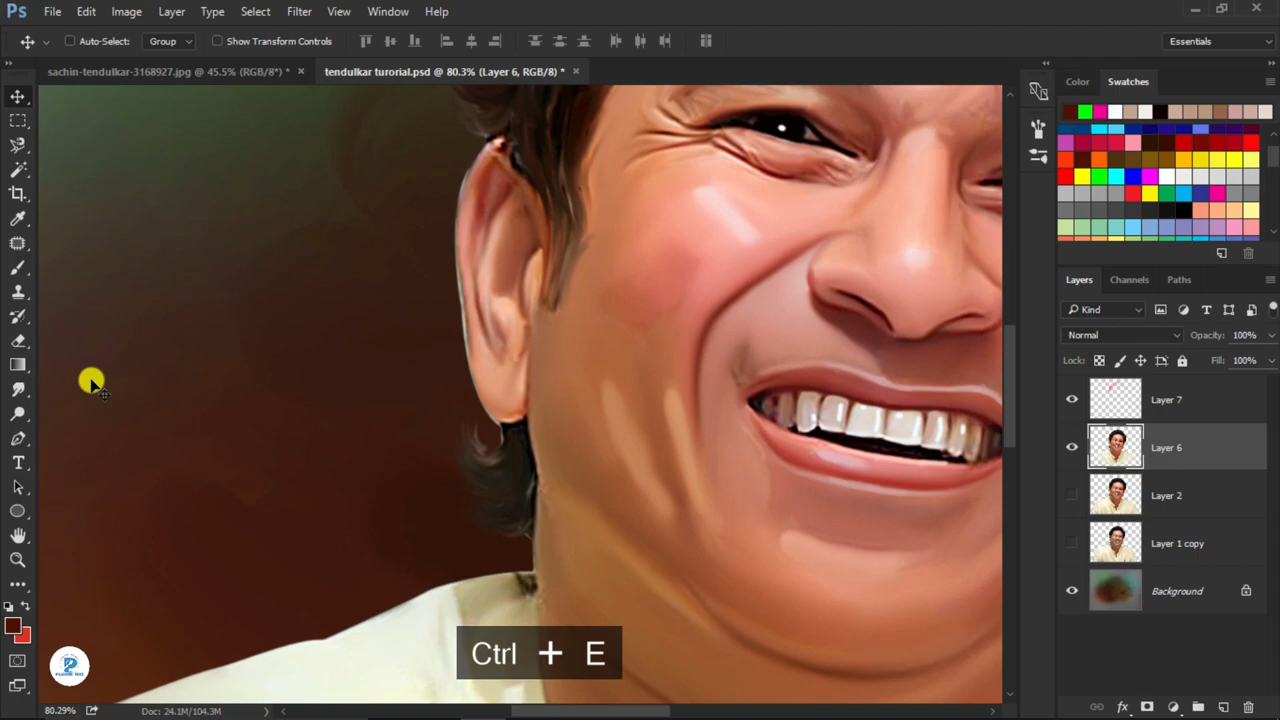 Ps File Edit Image Layer Type Select Filter View Window Help
Auto-Select: Group Show Transform Controls Essentials
sachin-tendulkar-3168927.jpg @ 45.5% (RGB/8*) * × tendulkar turorial.psd @ 80.3% (Layer 6, RGB/8) * ×
Color Swatches
Layers Channels Paths
Kind
Normal Opacity: 100%
Lock: Fill: 100%
Layer 7
Layer 6
Layer 2
Layer 1 copy
Background
Ctrl + E
80.29% Doc: 24.1M/104.3M